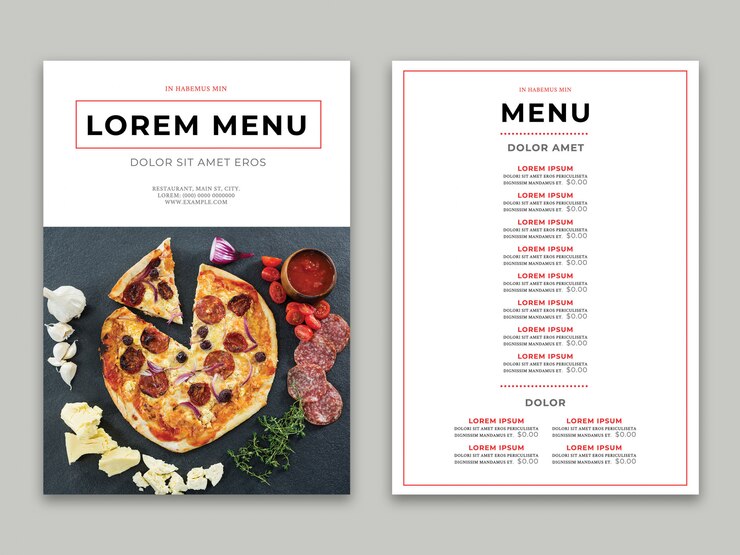 IN HABEMUS MIN
LOREM MENU
DOLOR SIT AMET EROS
RESTAURANT, MAIN ST, CITY.
LOREM: (000) 0000 0000000
WWW.EXAMPLE.COM
IN HABEMUS MIN
MENU
DOLOR AMET
LOREM IPSUM
DOLORI SIT AMET EROS PERICULISETA
DIGNISSIM MANDAMUS ET. $0.00
LOREM IPSUM
DOLORI SIT AMET EROS PERICULISETA
DIGNISSIM MANDAMUS ET. $0.00
LOREM IPSUM
DOLORI SIT AMET EROS PERICULISETA
DIGNISSIM MANDAMUS ET. $0.00
LOREM IPSUM
DOLORI SIT AMET EROS PERICULISETA
DIGNISSIM MANDAMUS ET. $0.00
LOREM IPSUM
DOLORI SIT AMET EROS PERICULISETA
DIGNISSIM MANDAMUS ET. $0.00
LOREM IPSUM
DOLORI SIT AMET EROS PERICULISETA
DIGNISSIM MANDAMUS ET. $0.00
LOREM IPSUM
DOLORI SIT AMET EROS PERICULISETA
DIGNISSIM MANDAMUS ET. $0.00
LOREM IPSUM
DOLORI SIT AMET EROS PERICULISETA
DIGNISSIM MANDAMUS ET. $0.00
DOLOR
LOREM IPSUM
DOLORI SIT AMET EROS PERICULISETA
DIGNISSIM MANDAMUS ET. $0.00
LOREM IPSUM
DOLORI SIT AMET EROS PERICULISETA
DIGNISSIM MANDAMUS ET. $0.00
LOREM IPSUM
DOLORI SIT AMET EROS PERICULISETA
DIGNISSIM MANDAMUS ET. $0.00
LOREM IPSUM
DOLORI SIT AMET EROS PERICULISETA
DIGNISSIM MANDAMUS ET. $0.00